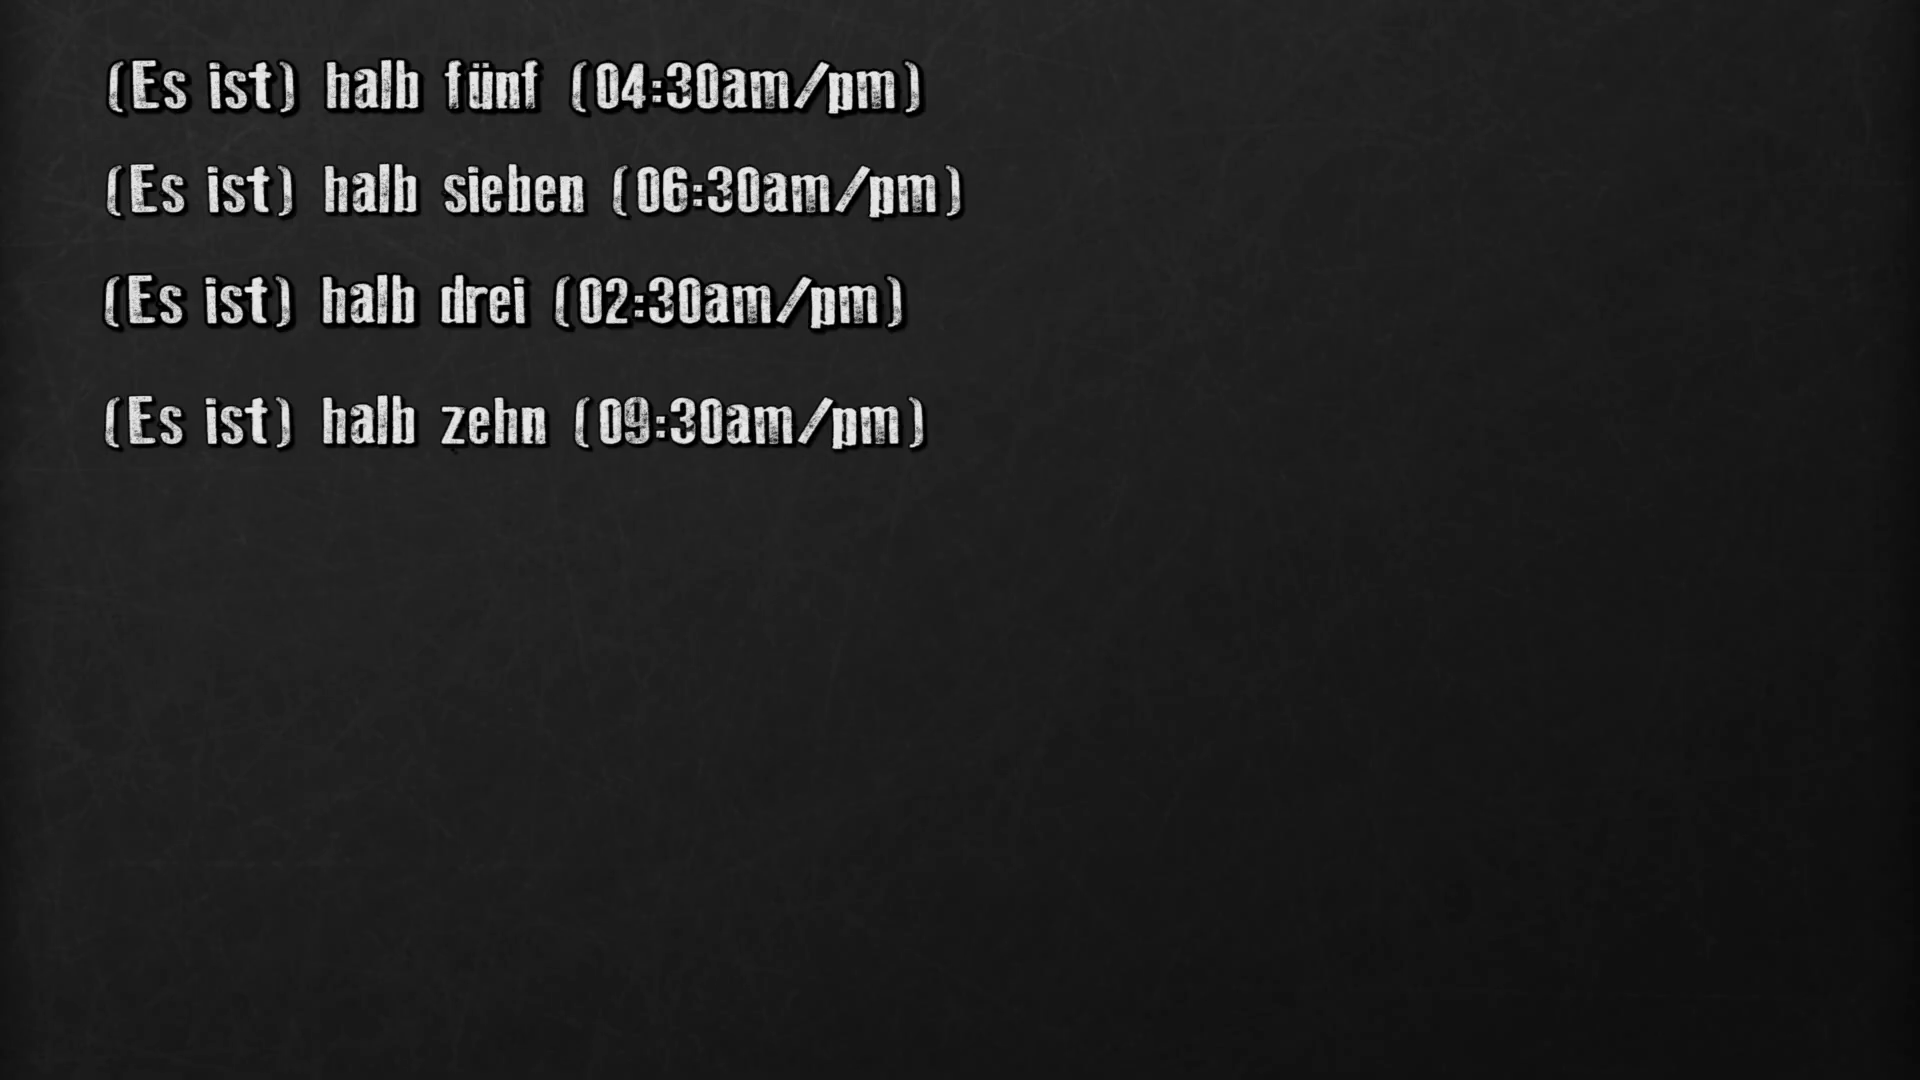 (Es ist) halb fünf (04:30am/pm)
(Es ist) halb sieben (06:30am/pm)
(Es ist) halb drei (02:30am/pm)
(Es ist) halb zehn (09:30am/pm)